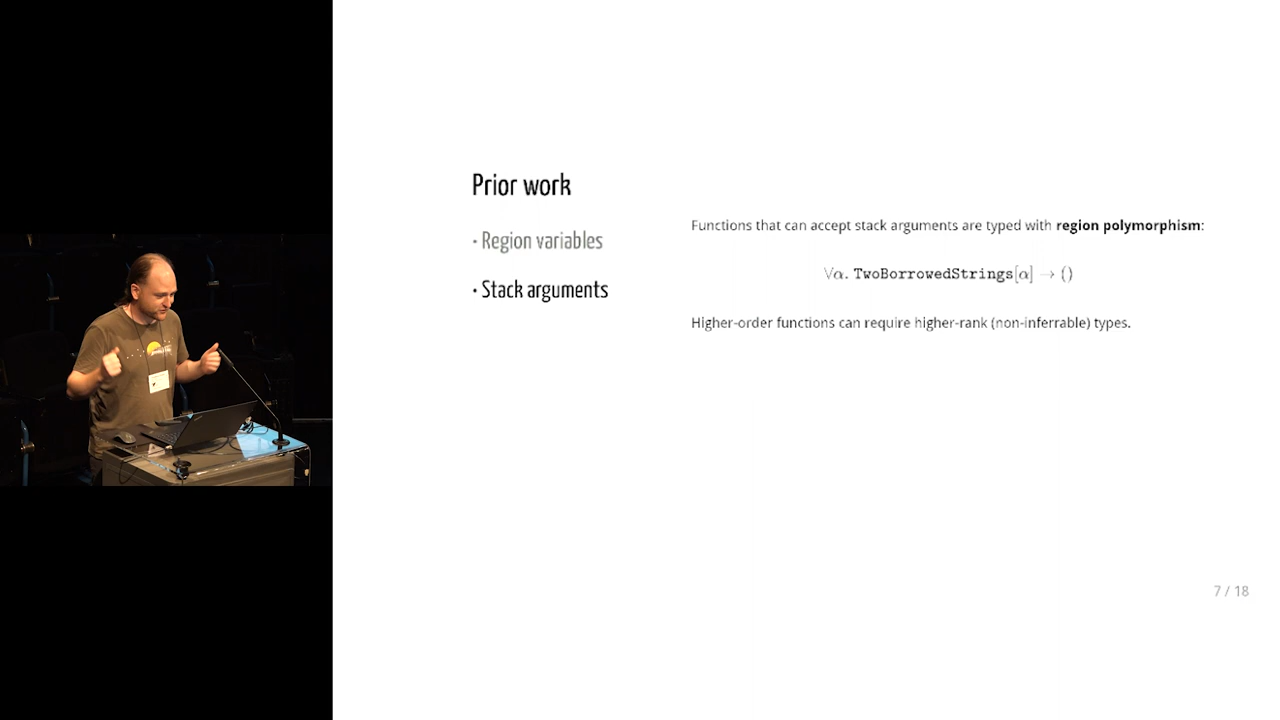 Prior work
· Region variables
· Stack arguments
Functions that can accept stack arguments are typed with region polymorphism:
∀α. TwoBorrowedStrings[α] → ()
Higher-order functions can require higher-rank (non-inferrable) types.
7 / 18